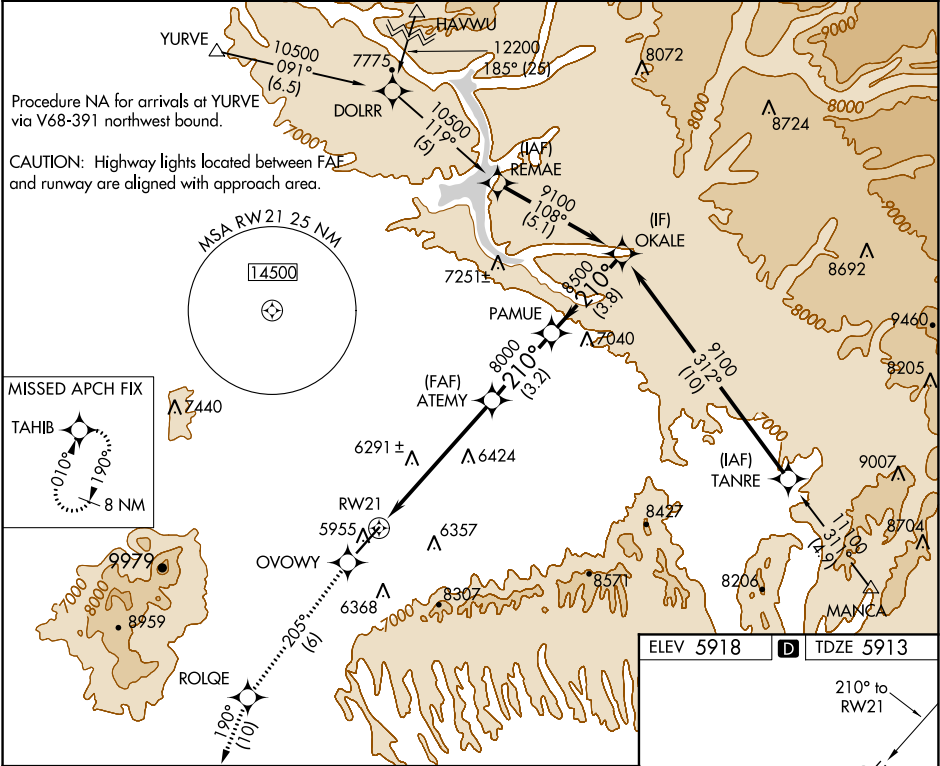 HAVWU
YURVE
10500
091°
(6.5)
7775
12200
185° (25)
8072
DOLRR
Procedure NA for arrivals at YURVE
via V68-391 northwest bound.
10500
119°
(5)
8000
8000
8724
7000
CAUTION: Highway lights located between FAF
and runway are aligned with approach area.
(IAF)
REMAE
9100
108°
(5.1)
9000
(IF)
OKALE
MSA RW 21 25 NM
14500
7251±
8500
210°
(3.8)
8692
PAMUE
7040
9460
8000
210°
(3.2)
9100
312°
(10)
8205
(FAF)
ATEMY
MISSED APCH FIX
TAHIB
010°
190°
8 NM
7440
7000
6291±
6424
(IAF)
TANRE
9007
RW21
5955
6357
8427
11100
311°
(4.9)
8704
OVOWY
9979
7000
8000
8959
6368
8307
7000
8571
8206
MANCA
205°
(6)
ROLQE
190°
(10)
ELEV 5918
D
TDZE 5913
210° to
RW21